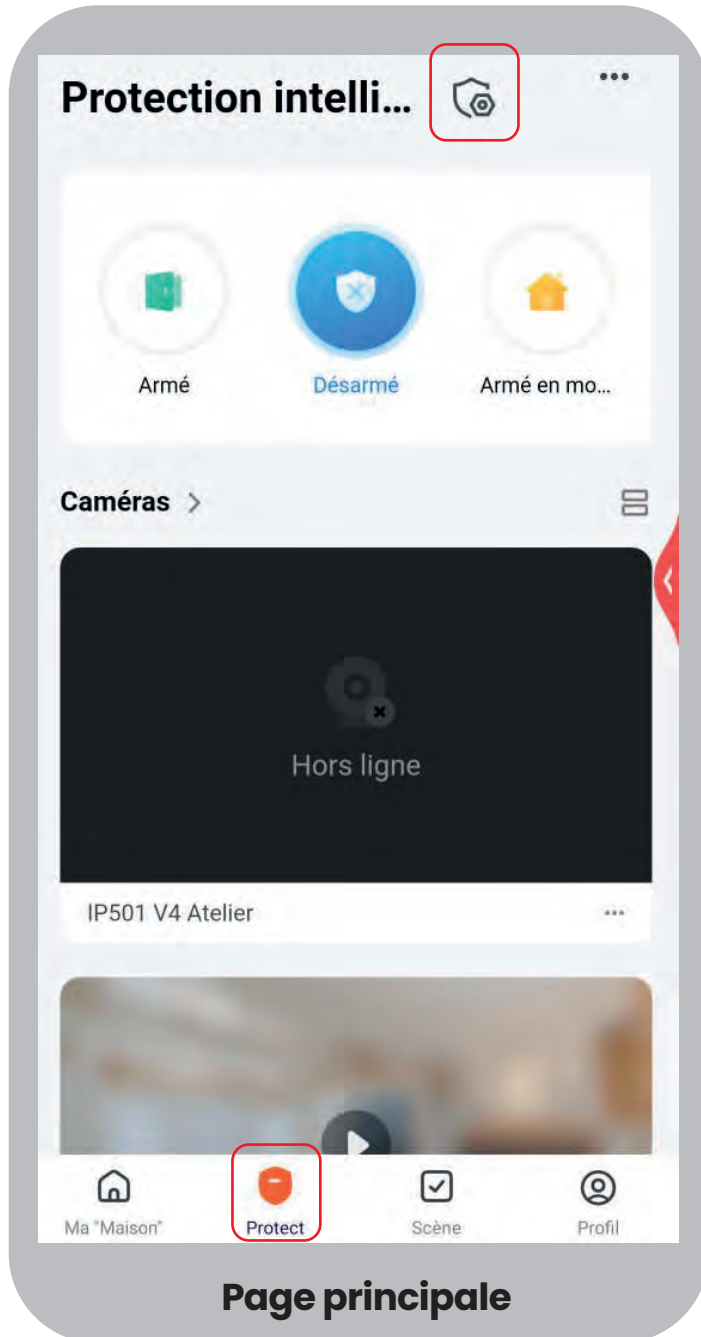 Protection intelli...
Armé
Désarmé
Armé en mo...
Caméras
Hors ligne
IP501 V4 Atelier
Ma "Maison"
Protect
Scène
Profil
Page principale